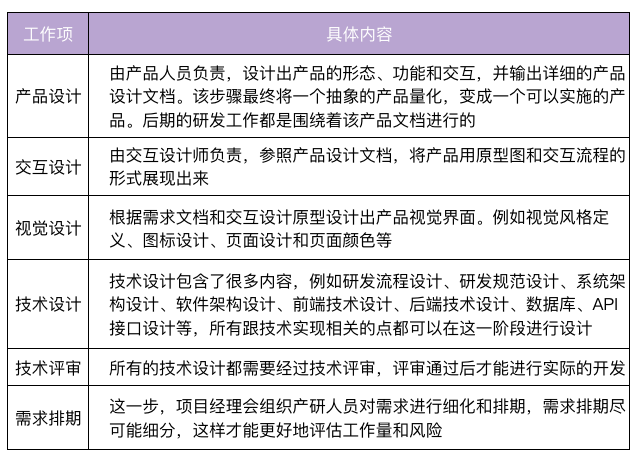 工作项 具体内容
产品设计
由产品人员负责，设计出产品的形态、功能和交互，并输出详细的产品
设计文档。该步骤最终将一个抽象的产品量化，变成一个可以实施的产
品。后期的研发工作都是围绕着该产品文档进行的
交互设计
由交互设计师负责，参照产品设计文档，将产品用原型图和交互流程的
形式展现出来
视觉设计
根据需求文档和交互设计原型设计出产品视觉界面。例如视觉风格定
义、图标设计、页面设计和页面颜色等
技术设计
技术设计包含了很多内容，例如研发流程设计、研发规范设计、系统架
构设计、软件架构设计、前端技术设计、后端技术设计、数据库、API
接口设计等，所有跟技术实现相关的点都可以在这一阶段进行设计
技术评审
所有的技术设计都需要经过技术评审，评审通过后才能进行实际的开发
需求排期
这一步，项目经理会组织产研人员对需求进行细化和排期，需求排期尽
可能细分，这样才能更好地评估工作量和风险